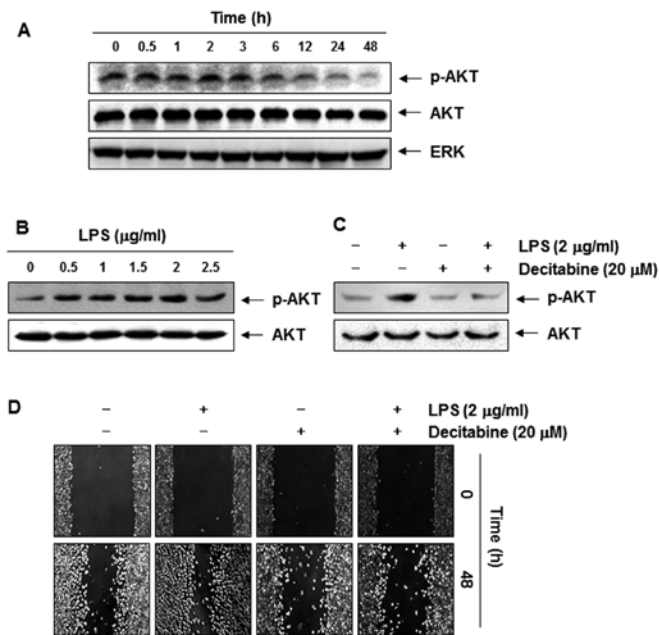 A
Time (h)
0 0.5 1 2 3 6 12 24 48
p-AKT
AKT
ERK
B
LPS (μg/ml)
0 0.5 1 1.5 2 2.5
p-AKT
AKT
C
– + – + LPS (2 μg/ml)
– – + + Decitabine (20 μM)
p-AKT
AKT
D
– + – + LPS (2 μg/ml)
– – + + Decitabine (20 μM)
0
48
Time (h)